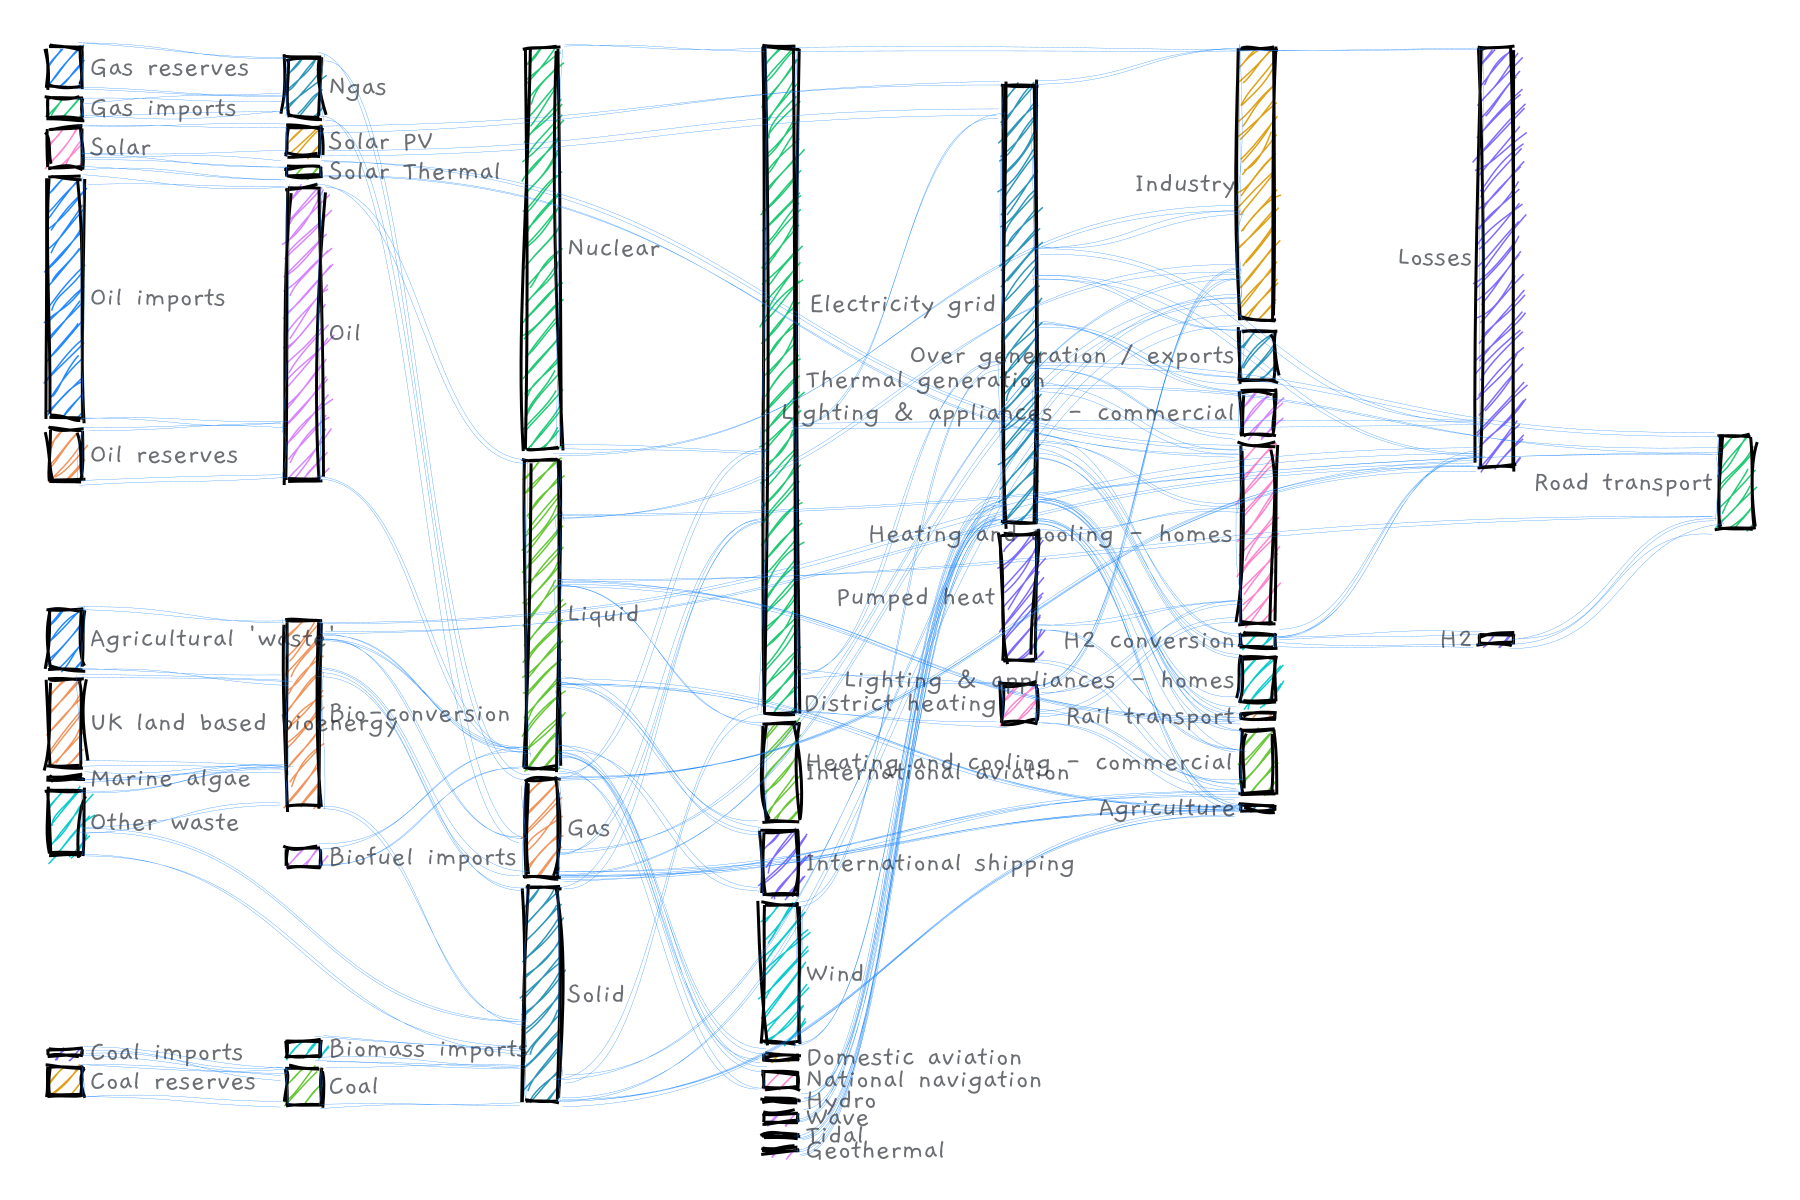 Gas reserves
Gas imports
Solar
Oil imports
Oil reserves
Agricultural 'waste'
UK land based bioenergy
Marine algae
Other waste
Coal imports
Coal reserves
Ngas
Solar PV
Solar Thermal
Oil
Bio-conversion
Biofuel imports
Biomass imports
Coal
Nuclear
Liquid
Gas
Solid
Thermal generation
International aviation
International shipping
Wind
Domestic aviation
National navigation
Hydro
Wave
Tidal
Geothermal
Electricity grid
Pumped heat
District heating
Industry
Over generation / exports
Lighting & appliances - commercial
Heating and cooling - homes
H2 conversion
Lighting & appliances - homes
Rail transport
Heating and cooling - commercial
Agriculture
Losses
H2
Road transport